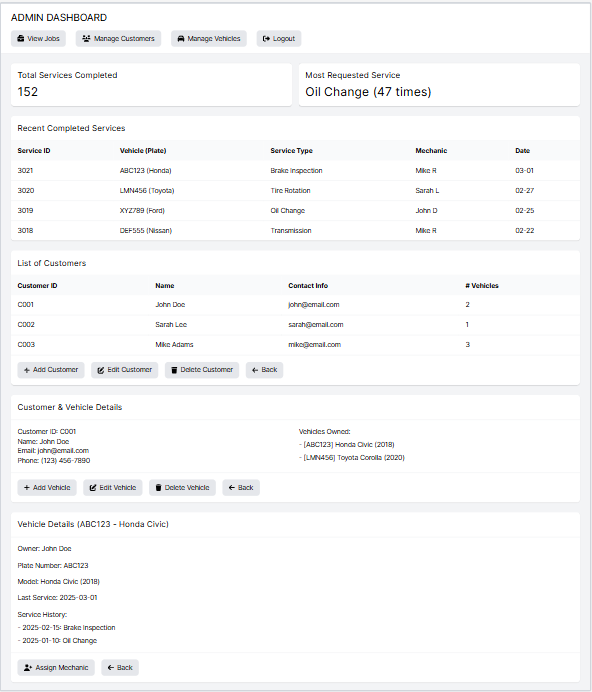 ADMIN DASHBOARD
View Jobs Manage Customers Manage Vehicles Logout
Total Services Completed
152
Most Requested Service
Oil Change (47 times)
Recent Completed Services
Service ID Vehicle (Plate) Service Type Mechanic Date
3021 ABC123 (Honda) Brake Inspection Mike R 03-01
3020 LMN456 (Toyota) Tire Rotation Sarah L 02-27
3019 XYZ789 (Ford) Oil Change John D 02-25
3018 DEF555 (Nissan) Transmission Mike R 02-22
List of Customers
Customer ID Name Contact Info # Vehicles
C001 John Doe john@email.com 2
C002 Sarah Lee sarah@email.com 1
C003 Mike Adams mike@email.com 3
+ Add Customer Edit Customer Delete Customer ← Back
Customer & Vehicle Details
Customer ID: C001
Name: John Doe
Email: john@email.com
Phone: (123) 456-7890
Vehicles Owned:
- [ABC123] Honda Civic (2018)
- [LMN456] Toyota Corolla (2020)
+ Add Vehicle Edit Vehicle Delete Vehicle ← Back
Vehicle Details (ABC123 - Honda Civic)
Owner: John Doe
Plate Number: ABC123
Model: Honda Civic (2018)
Last Service: 2025-03-01
Service History:
- 2025-02-15: Brake Inspection
- 2025-01-10: Oil Change
Assign Mechanic ← Back